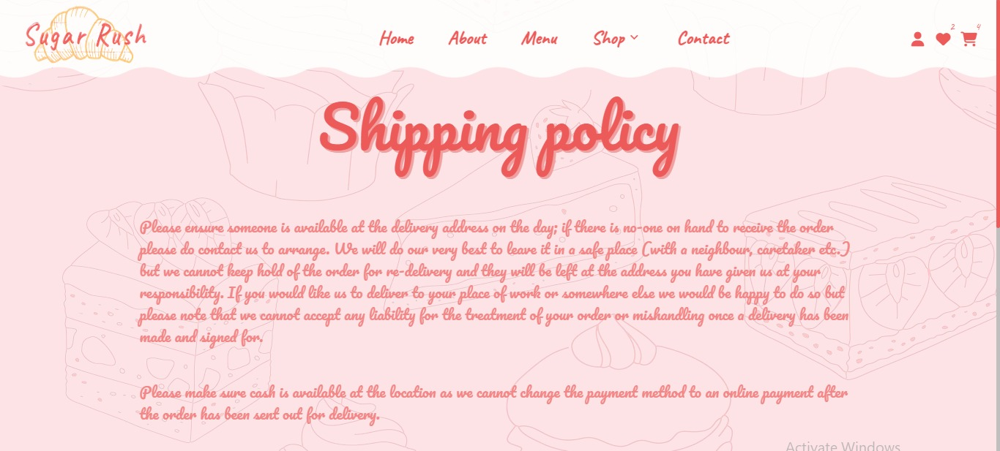 Sugar Rush
Home About Menu Shop Contact
2 4
Shipping policy
Please ensure someone is available at the delivery address on the day; if there is no-one on hand to receive the order
please do contact us to arrange. We will do our very best to leave it in a safe place (with a neighbour, caretaker etc.)
but we cannot keep hold of the order for re-delivery and they will be left at the address you have given us at your
responsibility. If you would like us to deliver to your place of work or somewhere else we would be happy to do so but
please note that we cannot accept any liability for the treatment of your order or mishandling once a delivery has been
made and signed for.
Please make sure cash is available at the location as we cannot change the payment method to an online payment after
the order has been sent out for delivery.
Activate Windows